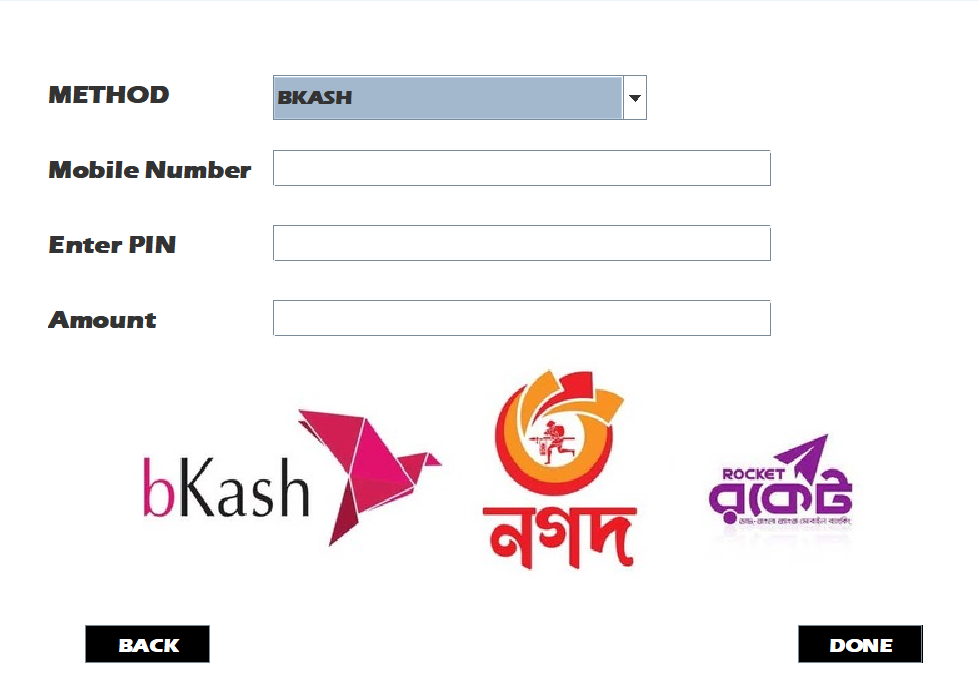 METHOD
BKASH
Mobile Number
Enter PIN
Amount
bKash
নগদ
ROCKET
রকেট
BACK
DONE